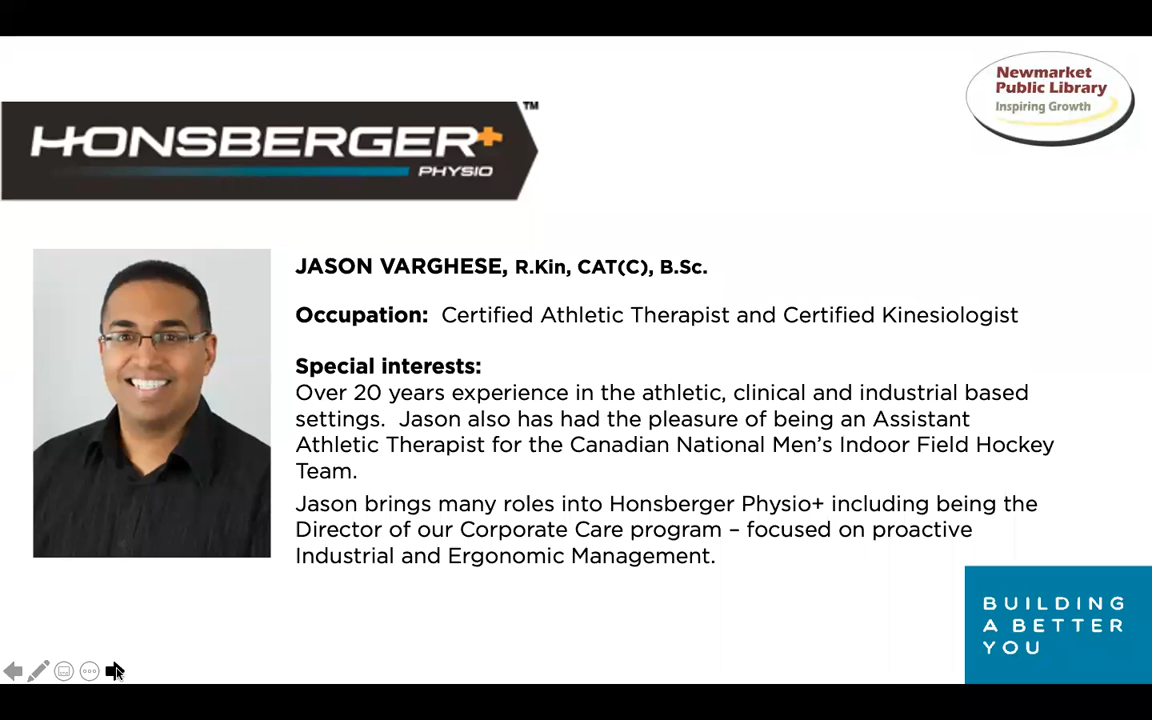 Newmarket
Public Library
Inspiring Growth
HONSBERGER+
™
PHYSIO
JASON VARGHESE, R.Kin, CAT(C), B.Sc.
Occupation: Certified Athletic Therapist and Certified Kinesiologist
Special interests:
Over 20 years experience in the athletic, clinical and industrial based
settings. Jason also has had the pleasure of being an Assistant
Athletic Therapist for the Canadian National Men’s Indoor Field Hockey
Team.
Jason brings many roles into Honsberger Physio+ including being the
Director of our Corporate Care program – focused on proactive
Industrial and Ergonomic Management.
BUILDING
A BETTER
YOU